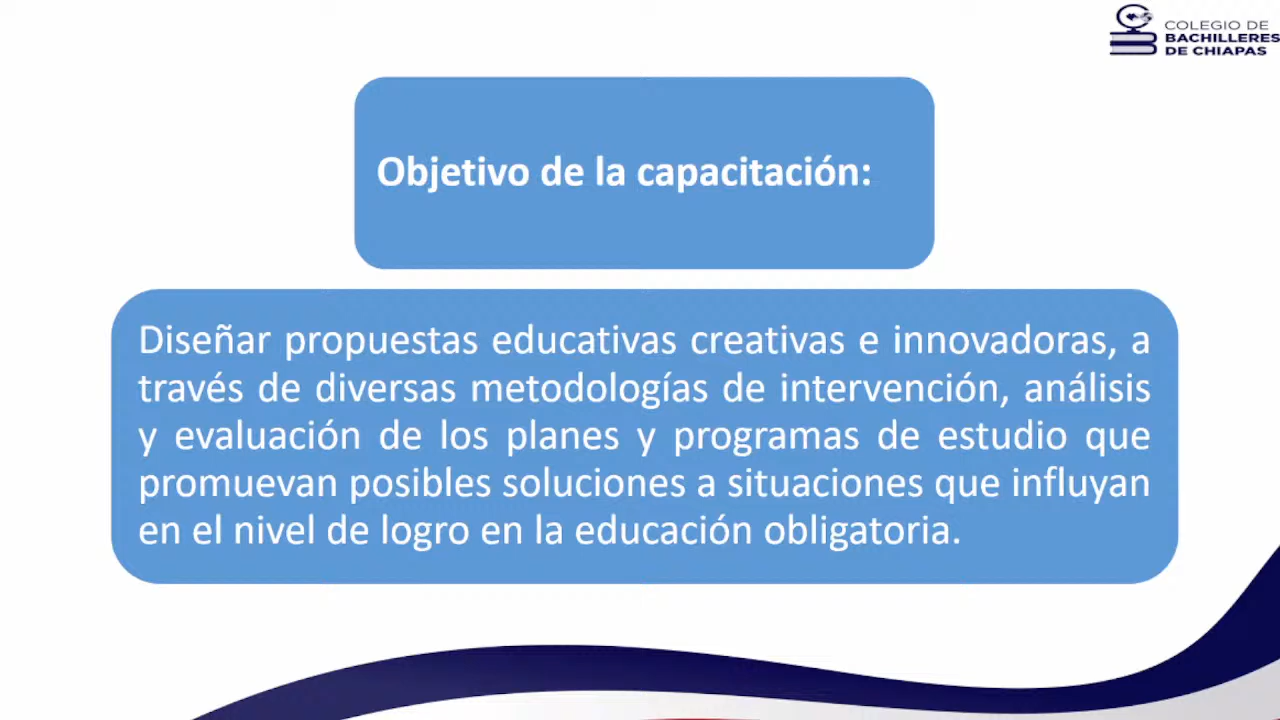 COLEGIO DE
BACHILLERES
DE CHIAPAS
Objetivo de la capacitación:
Diseñar propuestas educativas creativas e innovadoras, a
través de diversas metodologías de intervención, análisis
y evaluación de los planes y programas de estudio que
promuevan posibles soluciones a situaciones que influyan
en el nivel de logro en la educación obligatoria.